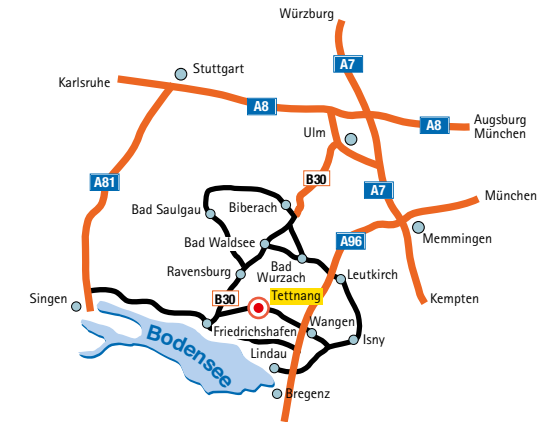 Würzburg
A7
Stuttgart
Karlsruhe
A8
Augsburg
München
A8
Ulm
B30
A81
A7
München
Bad Saulgau
Biberach
Memmingen
Bad Waldsee
A96
Bad
Wurzach
Ravensburg
Leutkirch
Singen
B30
Tettnang
Kempten
Friedrichshafen
Wangen
Isny
Bodensee
Lindau
Bregenz